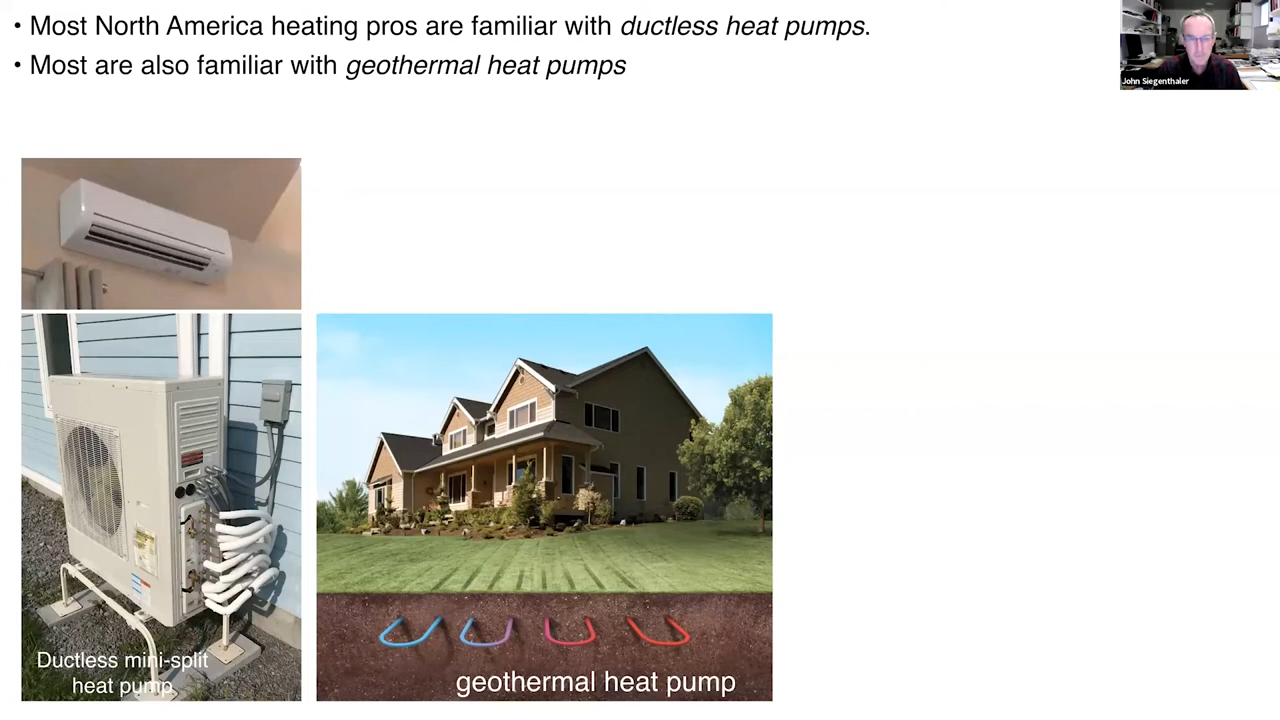 • Most North America heating pros are familiar with ductless heat pumps.
• Most are also familiar with geothermal heat pumps
John Siegenthaler
Ductless mini-split
heat pump
geothermal heat pump